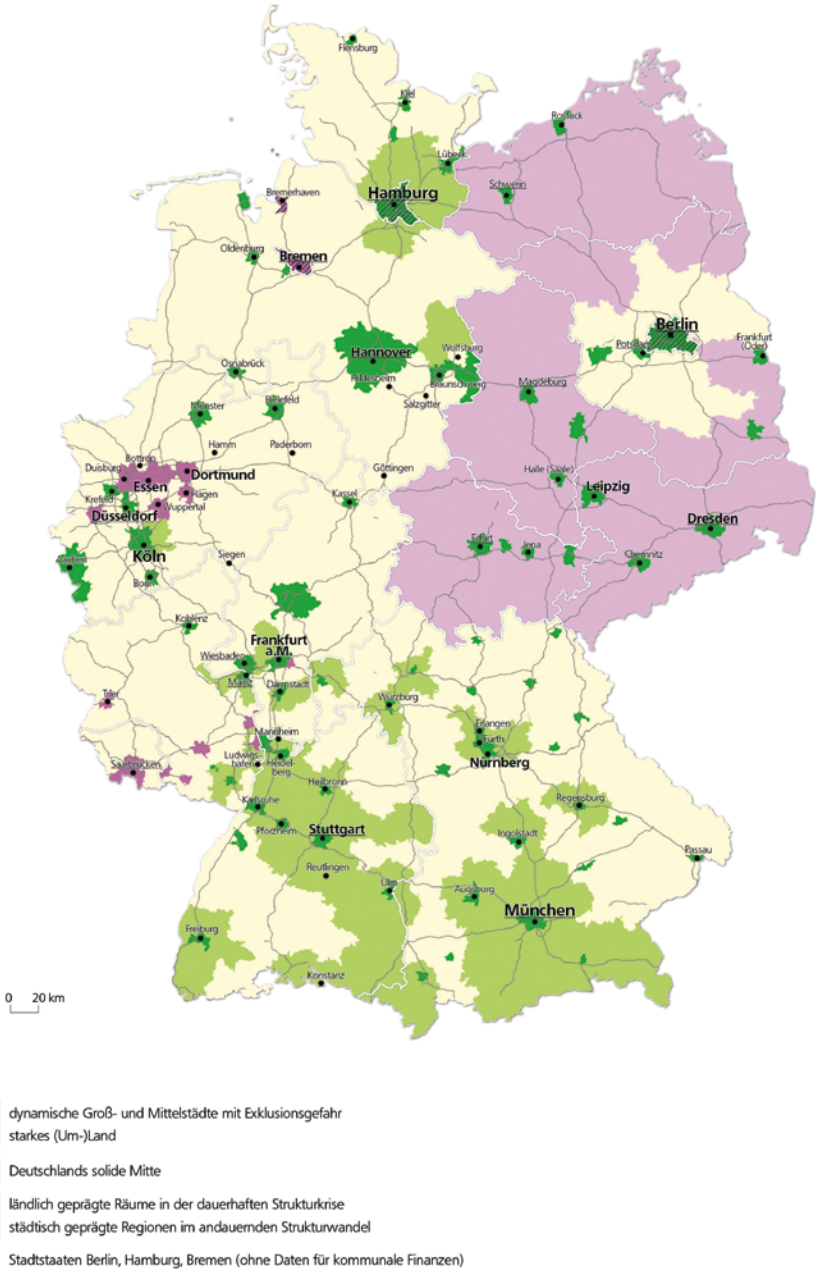 Flensburg
Kiel
Rostock
Lübeck
Schwerin
Hamburg
Bremerhaven
Oldenburg
Bremen
Berlin
Potsdam
Frankfurt
(Oder)
Wolfsburg
Hannover
Braunschweig
Hildesheim
Salzgitter
Osnabrück
Magdeburg
Münster
Bielefeld
Hamm
Paderborn
Göttingen
Halle (Saale)
Leipzig
Bottrop
Duisburg
Dortmund
Essen
Hagen
Krefeld
Wuppertal
Düsseldorf
Kassel
Dresden
Köln
Erfurt
Jena
Chemnitz
Siegen
Aachen
Bonn
Koblenz
Frankfurt
a.M.
Wiesbaden
Mainz
Darmstadt
Trier
Würzburg
Erlangen
Fürth
Nürnberg
Mannheim
Ludwigs-
hafen
Heidel-
berg
Saarbrücken
Heilbronn
Karlsruhe
Regensburg
Pforzheim
Stuttgart
Ingolstadt
Passau
Reutlingen
Ulm
Augsburg
München
Freiburg
Konstanz
0 20 km
dynamische Groß- und Mittelstädte mit Exklusionsgefahr
starkes (Um-)Land
Deutschlands solide Mitte
ländlich geprägte Räume in der dauerhaften Strukturkrise
städtisch geprägte Regionen im andauernden Strukturwandel
Stadtstaaten Berlin, Hamburg, Bremen (ohne Daten für kommunale Finanzen)